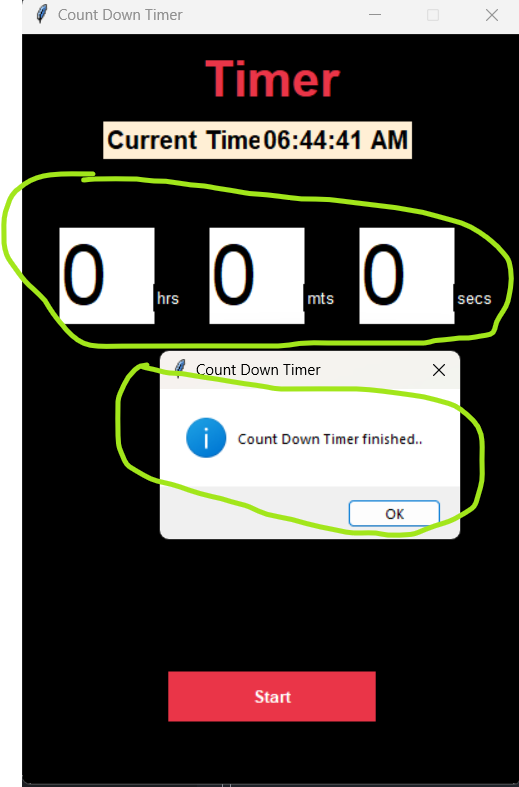 Count Down Timer
Timer
Current Time06:44:41 AM
0 hrs 0 mts 0 secs
Count Down Timer
Count Down Timer finished..
OK
Start